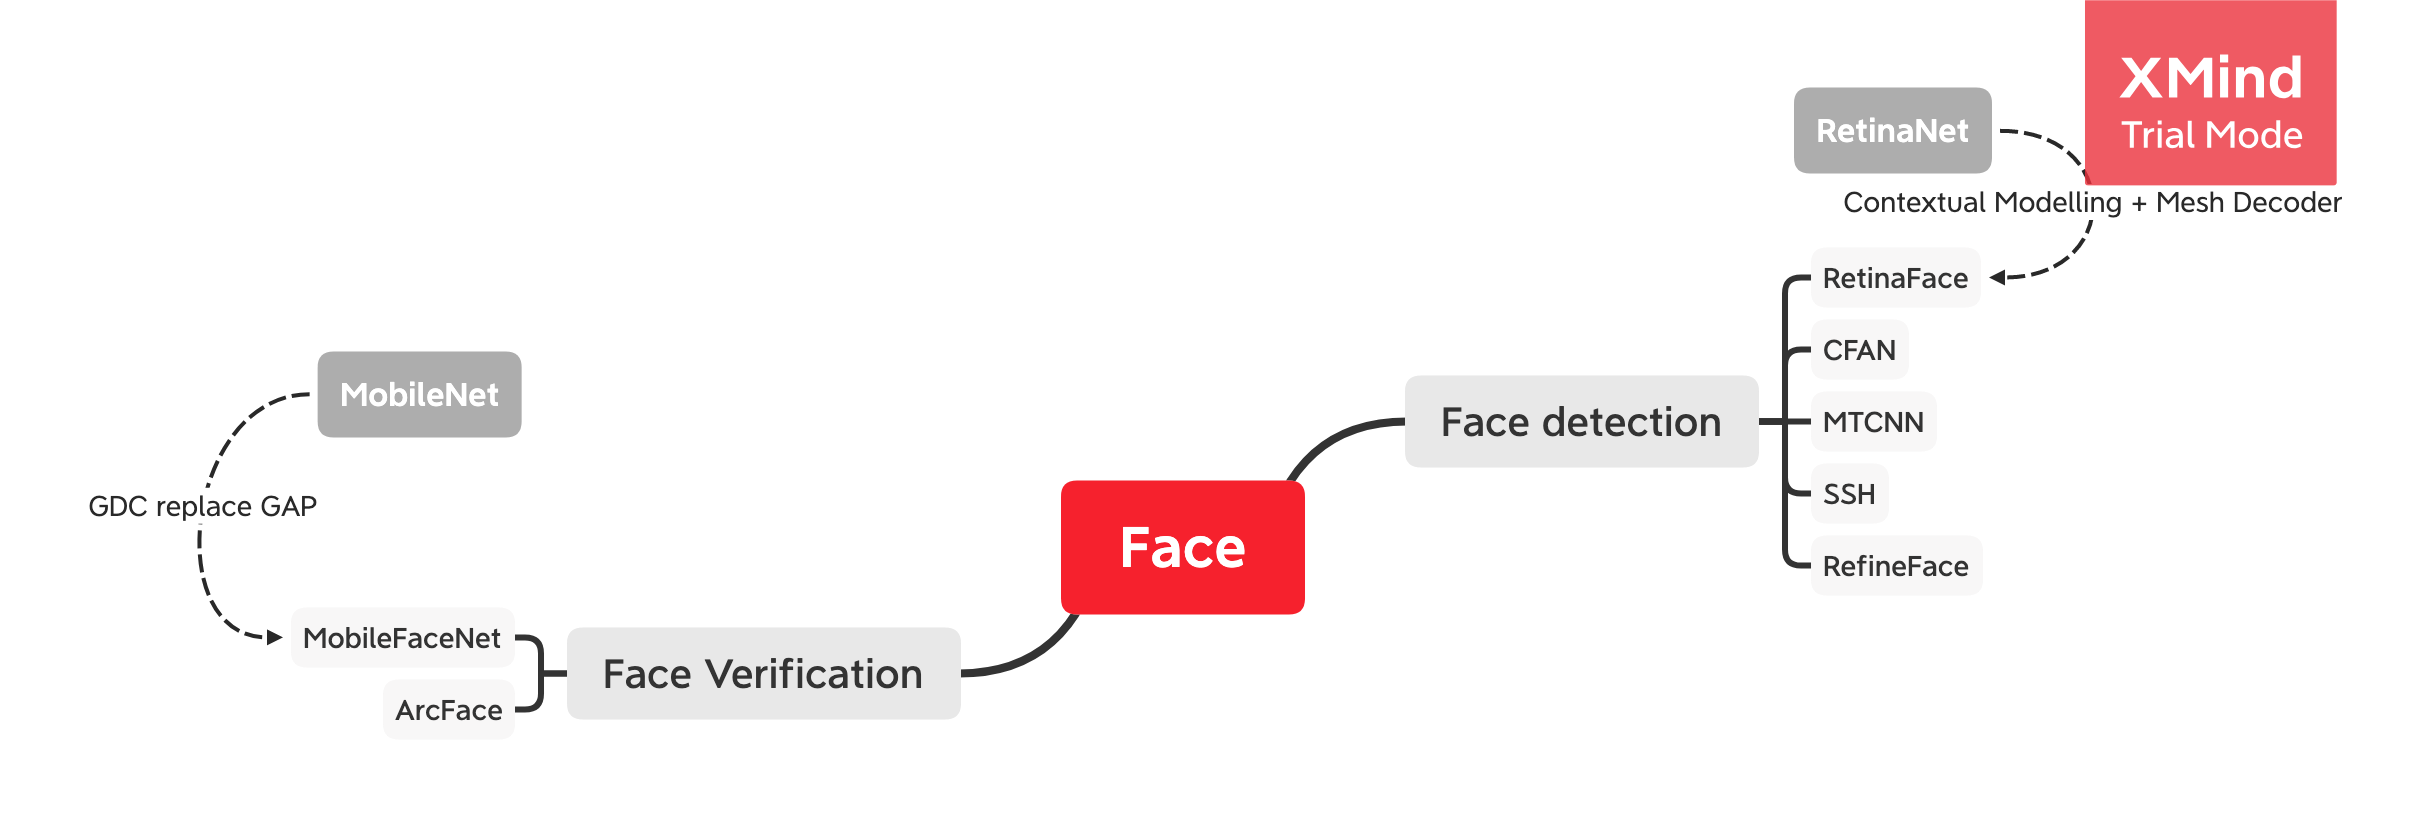 XMind
Trial Mode
RetinaNet
Contextual Modelling + Mesh Decoder
RetinaFace
CFAN
MobileNet
Face detection
MTCNN
SSH
GDC replace GAP
Face
RefineFace
MobileFaceNet
Face Verification
ArcFace